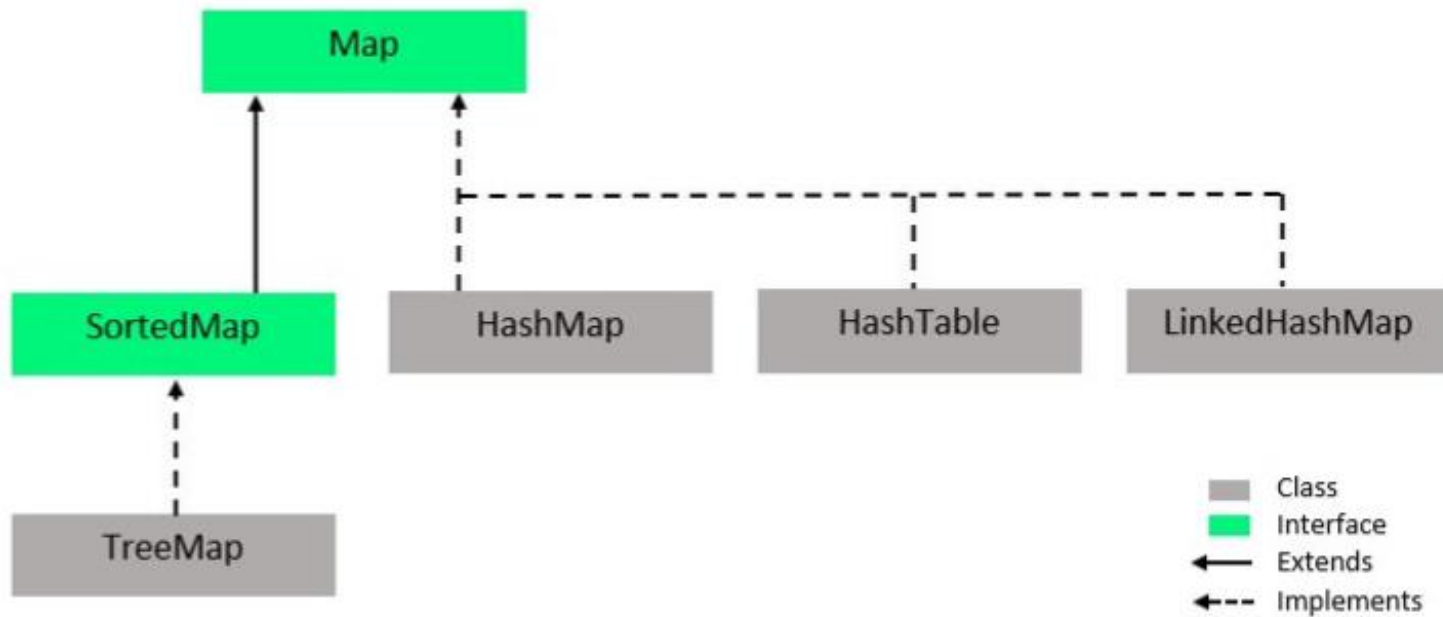 Map
SortedMap
HashMap
HashTable
LinkedHashMap
TreeMap
Class
Interface
Extends
Implements